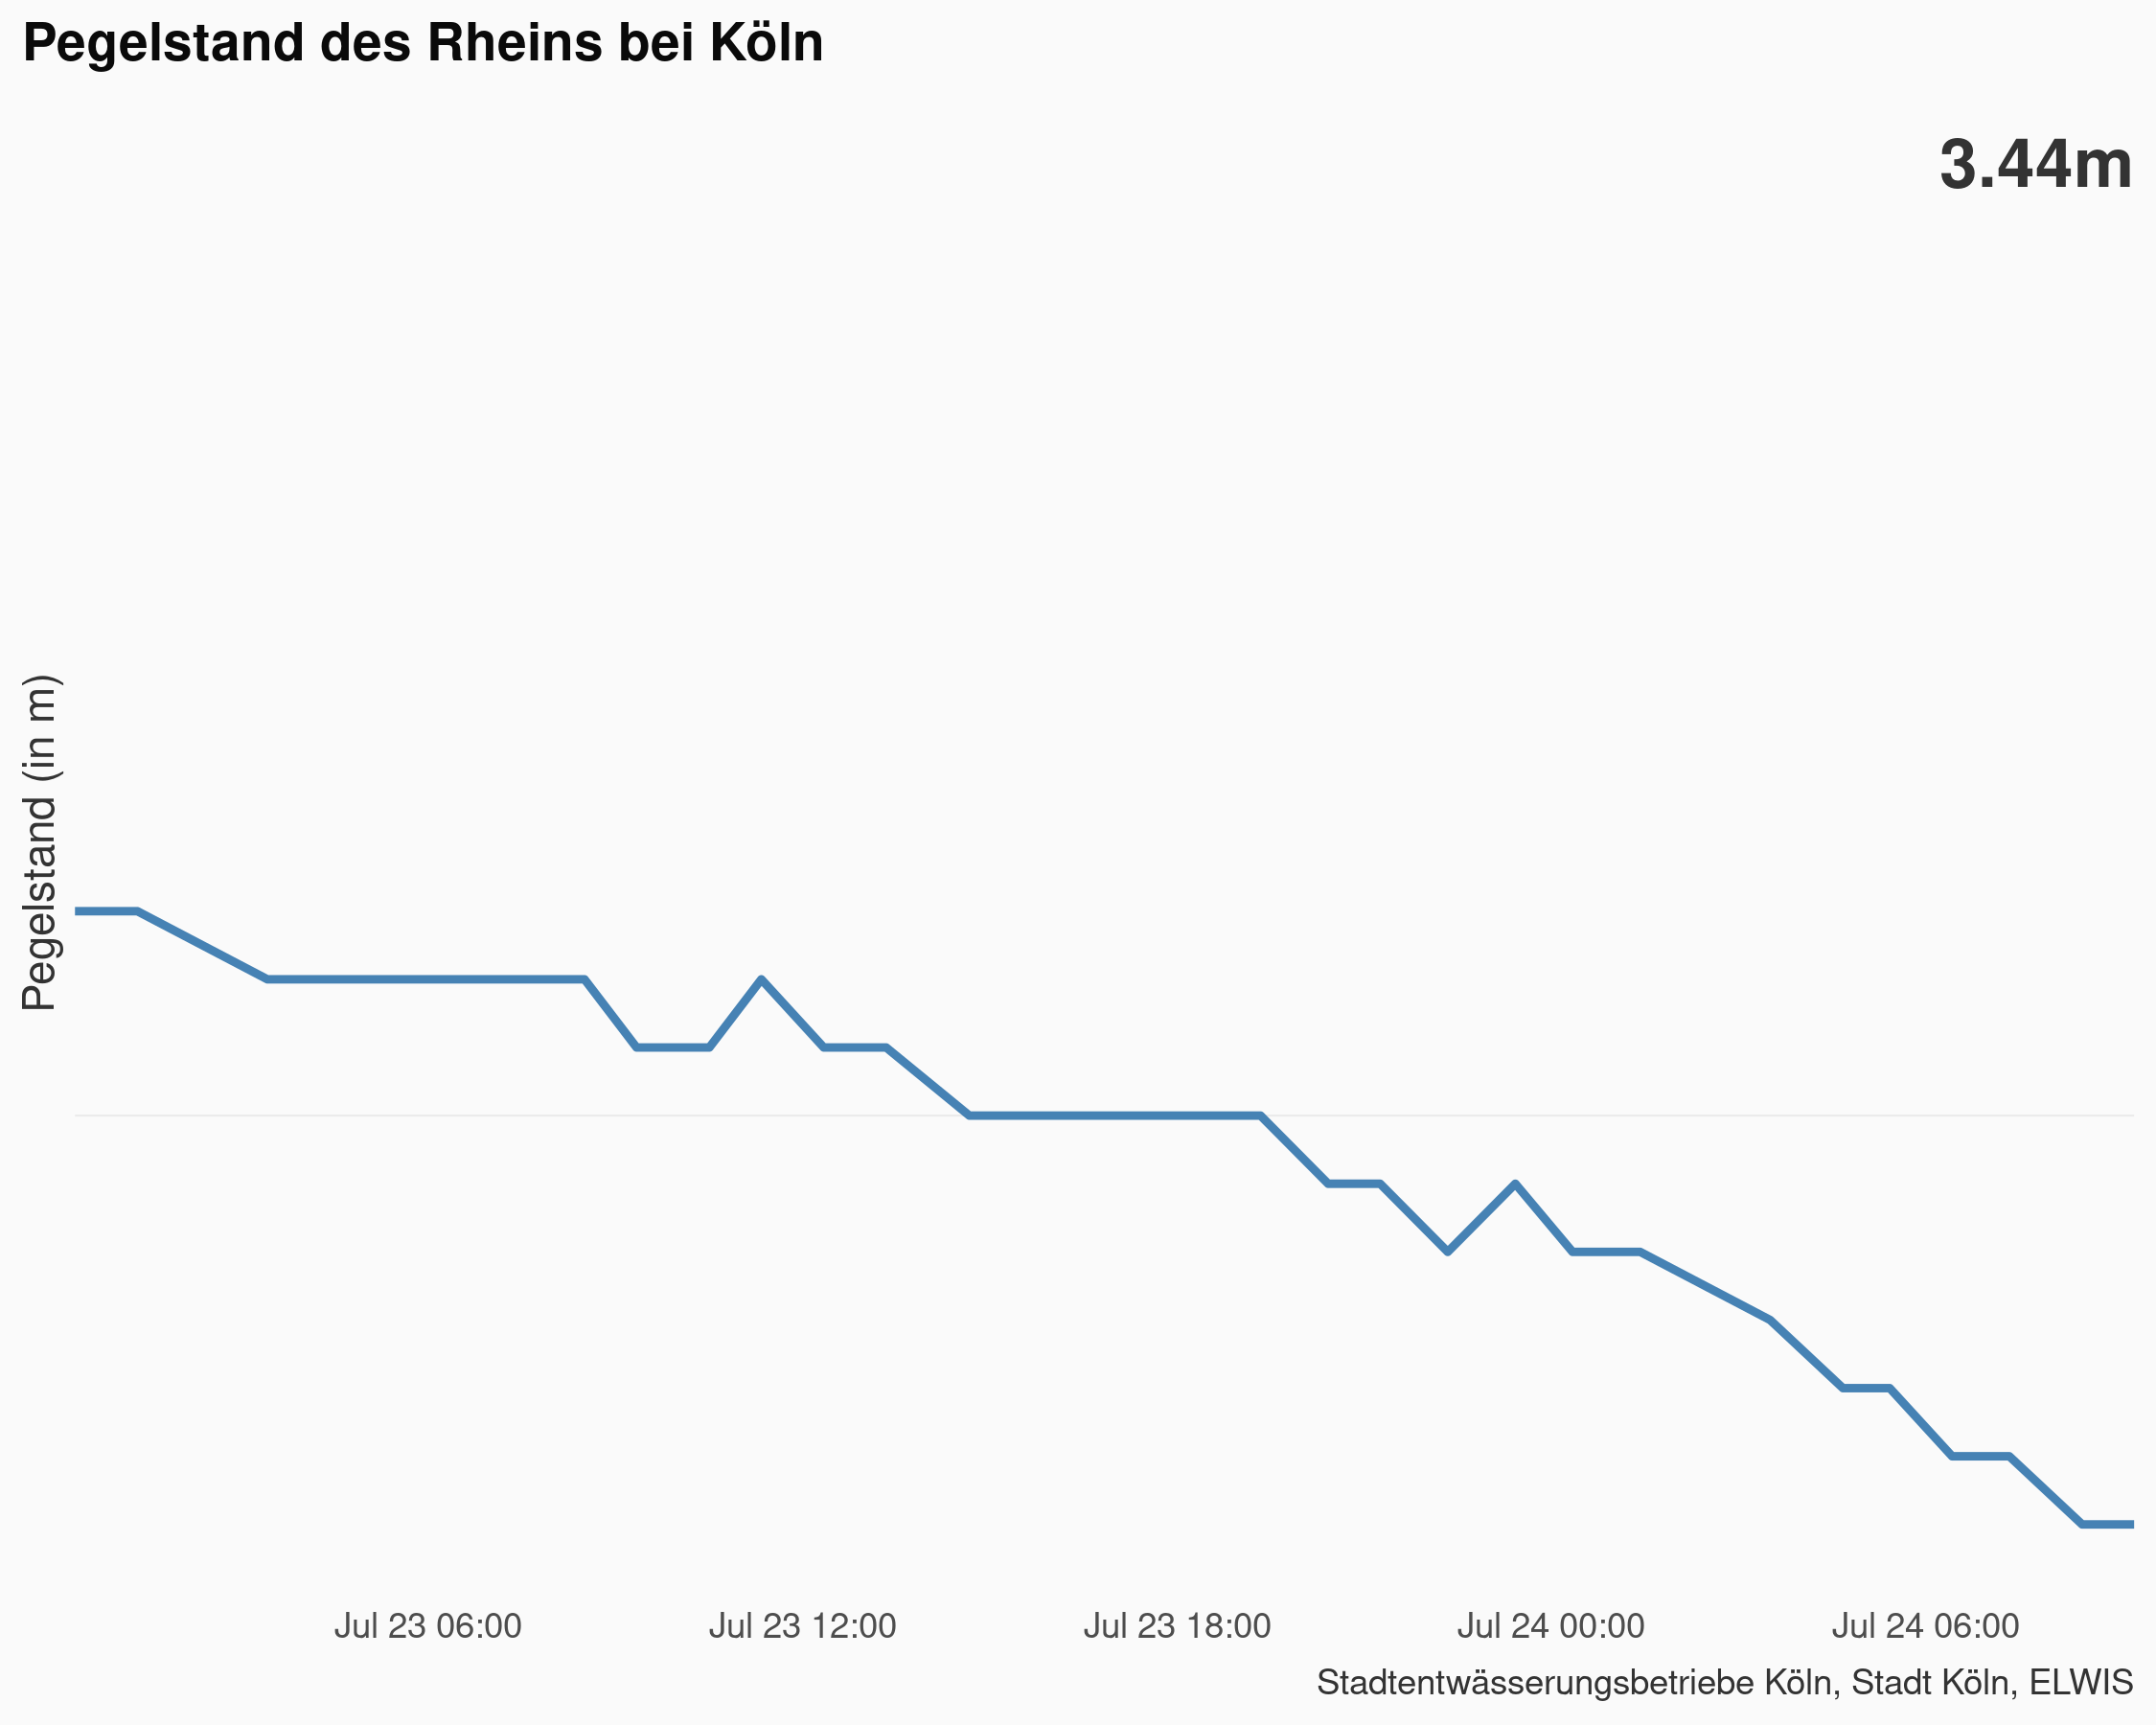 Pegelstand des Rheins bei Köln
3.44m
Pegelstand (in m)
Jul 23 06:00 Jul 23 12:00 Jul 23 18:00 Jul 24 00:00 Jul 24 06:00
Stadtentwässerungsbetriebe Köln, Stadt Köln, ELWIS